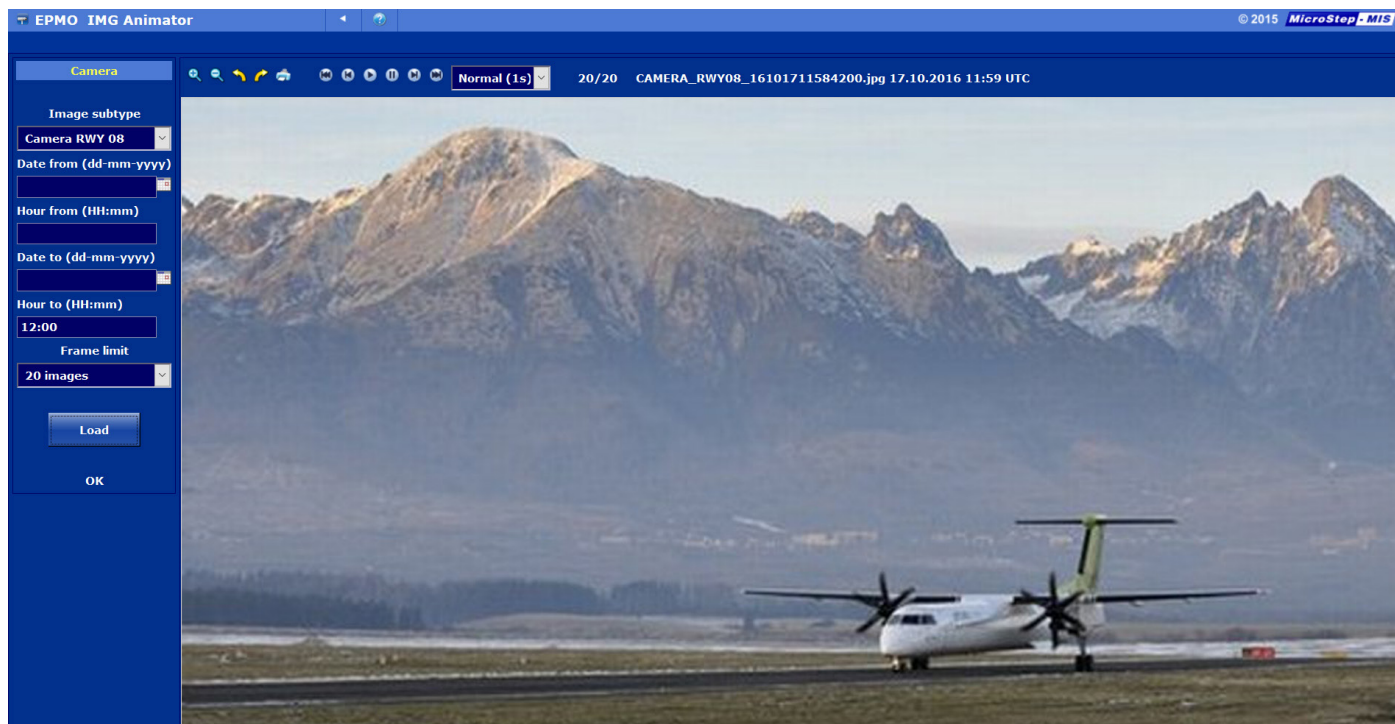 EPMO IMG Animator
© 2015 MicroStep - MIS
Camera
Normal (1s)
20/20 CAMERA_RWY08_16101711584200.jpg 17.10.2016 11:59 UTC
Image subtype
Camera RWY 08
Date from (dd-mm-yyyy)
Hour from (HH:mm)
Date to (dd-mm-yyyy)
Hour to (HH:mm)
12:00
Frame limit
20 images
Load
OK